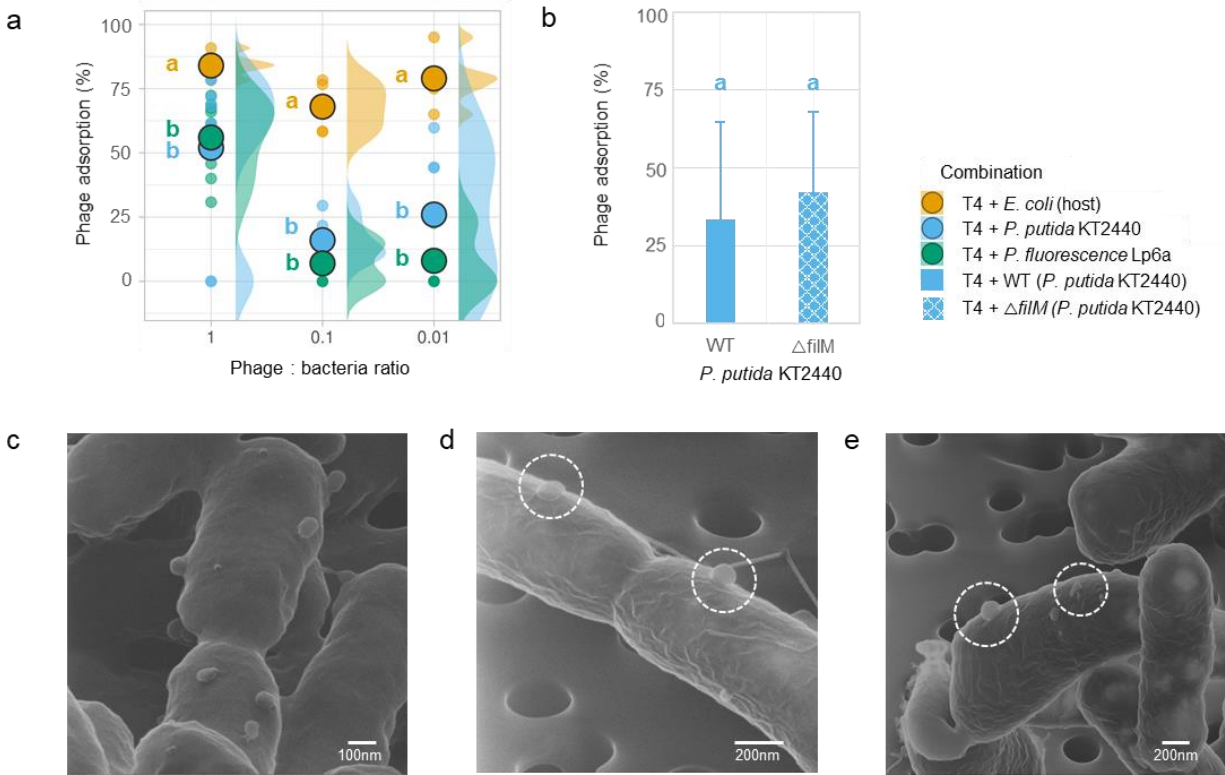 a
Phage adsorption (%)
100
75
50
25
0
a
b
b
a
b
b
a
b
b
1
0.1
0.01
Phage : bacteria ratio
b
Phage adsorption (%)
100
75
50
25
0
a
a
WT
△filM
P. putida KT2440
Combination
T4 + E. coli (host)
T4 + P. putida KT2440
T4 + P. fluorescence Lp6a
T4 + WT (P. putida KT2440)
T4 + △filM (P. putida KT2440)
c
100nm
d
200nm
e
200nm